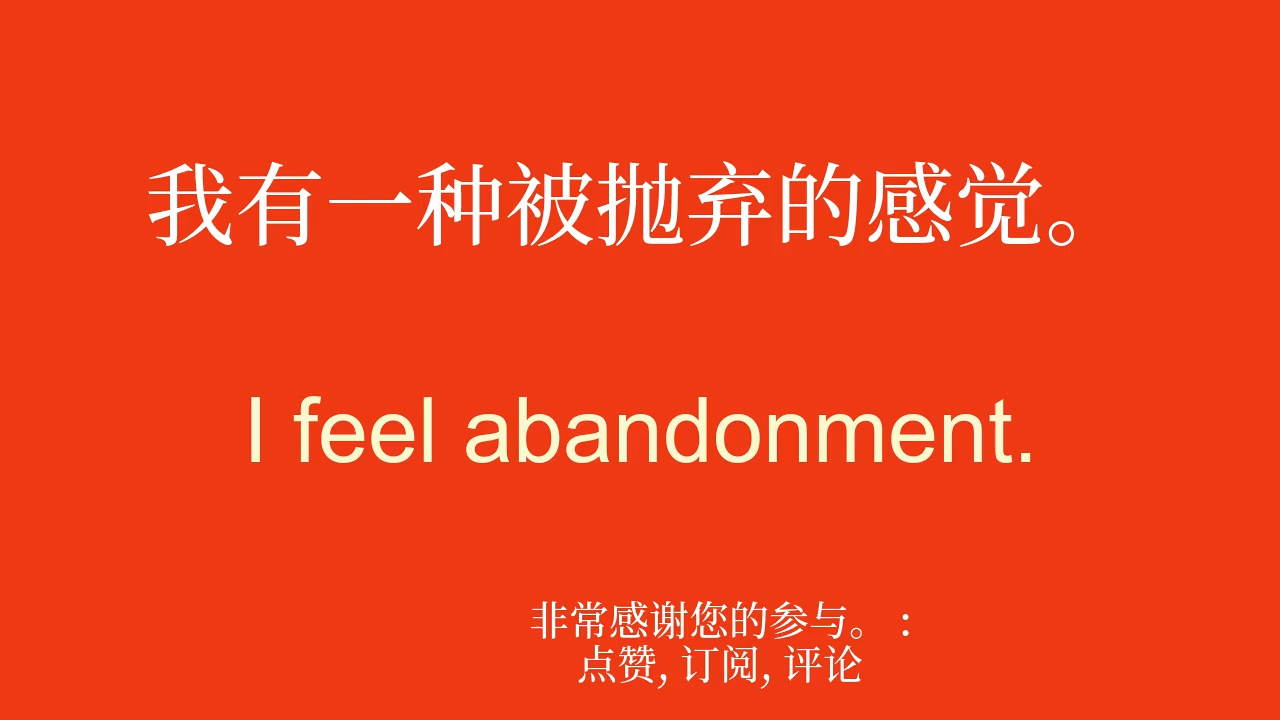 我有一种被抛弃的感觉。
I feel abandonment.
非常感谢您的参与。 :
点赞, 订阅, 评论